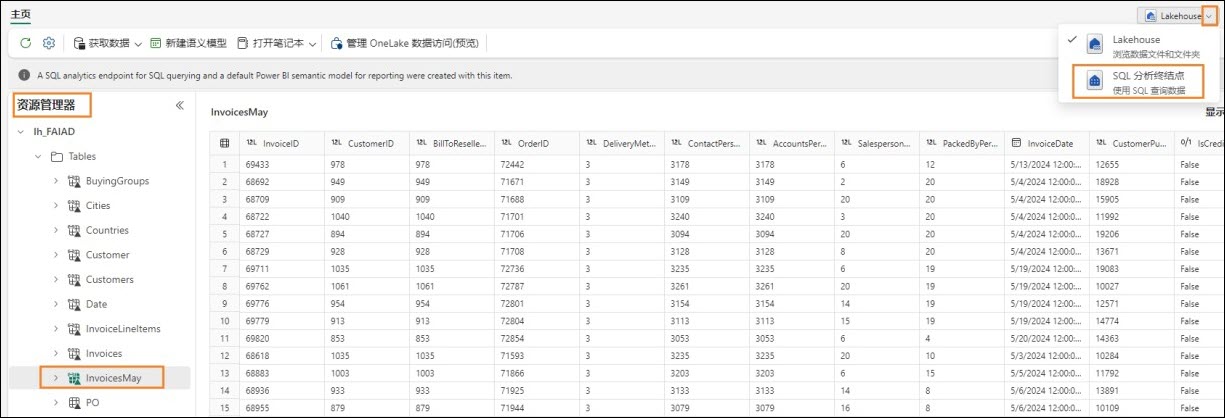 主页
Lakehouse
获取数据 新建语义模型 打开笔记本 管理 OneLake 数据访问(预览)
Lakehouse
浏览数据文件和文件夹
A SQL analytics endpoint for SQL querying and a default Power BI semantic model for reporting were created with this item.
SQL 分析终结点
使用 SQL 查询数据
资源管理器
InvoicesMay
显示
lh_FAIAD
Tables
BuyingGroups
Cities
Countries
Customer
Customers
Date
InvoiceLineItems
Invoices
InvoicesMay
PO
12L InvoiceID 12L CustomerID 12L BillToReselle... 12L OrderID 12L DeliveryMet... 12L ContactPers... 12L AccountsPer... 12L Salesperson... 12L PackedByPer... InvoiceDate 12L CustomerPu... 0/1 IsCredi
1 69433 978 978 72442 3 3178 3178 6 12 5/13/2024 12:00:... 12655 False
2 68692 949 949 71671 3 3149 3149 2 20 5/4/2024 12:00:0... 18928 False
3 68709 909 909 71688 3 3109 3109 20 20 5/4/2024 12:00:0... 15905 False
4 68722 1040 1040 71701 3 3240 3240 3 20 5/4/2024 12:00:0... 11992 False
5 68727 894 894 71706 3 3094 3094 20 20 5/4/2024 12:00:0... 19206 False
6 68729 928 928 71708 3 3128 3128 8 20 5/4/2024 12:00:0... 13671 False
7 69711 1035 1035 72736 3 3235 3235 6 19 5/19/2024 12:00:... 19083 False
8 69762 1061 1061 72787 3 3261 3261 20 19 5/19/2024 12:00:... 10027 False
9 69776 954 954 72801 3 3154 3154 14 19 5/19/2024 12:00:... 12571 False
10 69779 913 913 72804 3 3113 3113 15 19 5/19/2024 12:00:... 14774 False
11 69820 853 853 72854 3 3053 3053 6 4 5/20/2024 12:00:... 14363 False
12 68618 1035 1035 71593 3 3235 3235 20 10 5/3/2024 12:00:0... 10284 False
13 68883 1003 1003 71866 3 3203 3203 6 15 5/5/2024 12:00:0... 11792 False
14 68936 933 933 71925 3 3133 3133 14 8 5/6/2024 12:00:0... 13891 False
15 68955 879 879 71944 3 3079 3079 16 8 5/6/2024 12:00:0... 10109 False